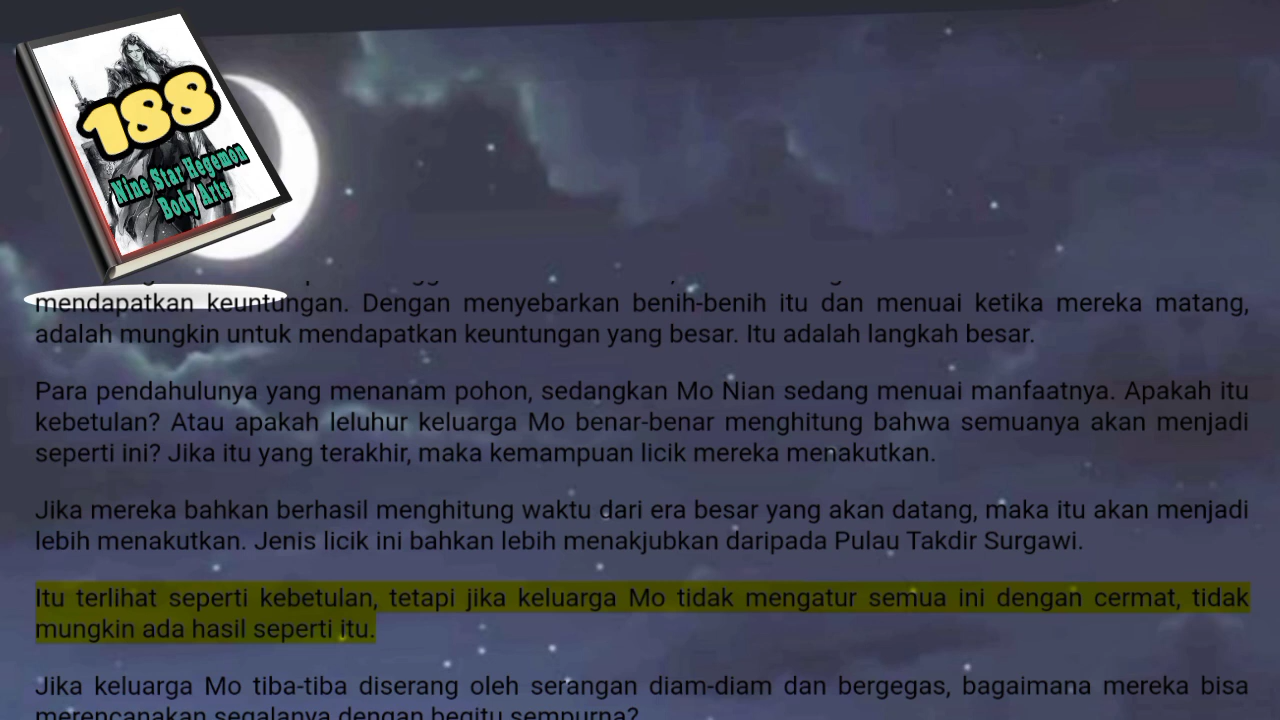 188
Nine Star Hegemon
Body Arts
mendapatkan keuntungan. Dengan menyebarkan benih-benih itu dan menuai ketika mereka matang,
adalah mungkin untuk mendapatkan keuntungan yang besar. Itu adalah langkah besar.
Para pendahulunya yang menanam pohon, sedangkan Mo Nian sedang menuai manfaatnya. Apakah itu
kebetulan? Atau apakah leluhur keluarga Mo benar-benar menghitung bahwa semuanya akan menjadi
seperti ini? Jika itu yang terakhir, maka kemampuan licik mereka menakutkan.
Jika mereka bahkan berhasil menghitung waktu dari era besar yang akan datang, maka itu akan menjadi
lebih menakutkan. Jenis licik ini bahkan lebih menakjubkan daripada Pulau Takdir Surgawi.
Itu terlihat seperti kebetulan, tetapi jika keluarga Mo tidak mengatur semua ini dengan cermat, tidak
mungkin ada hasil seperti itu.
Jika keluarga Mo tiba-tiba diserang oleh serangan diam-diam dan bergegas, bagaimana mereka bisa
merencanakan segalanya dengan begitu sempurna?